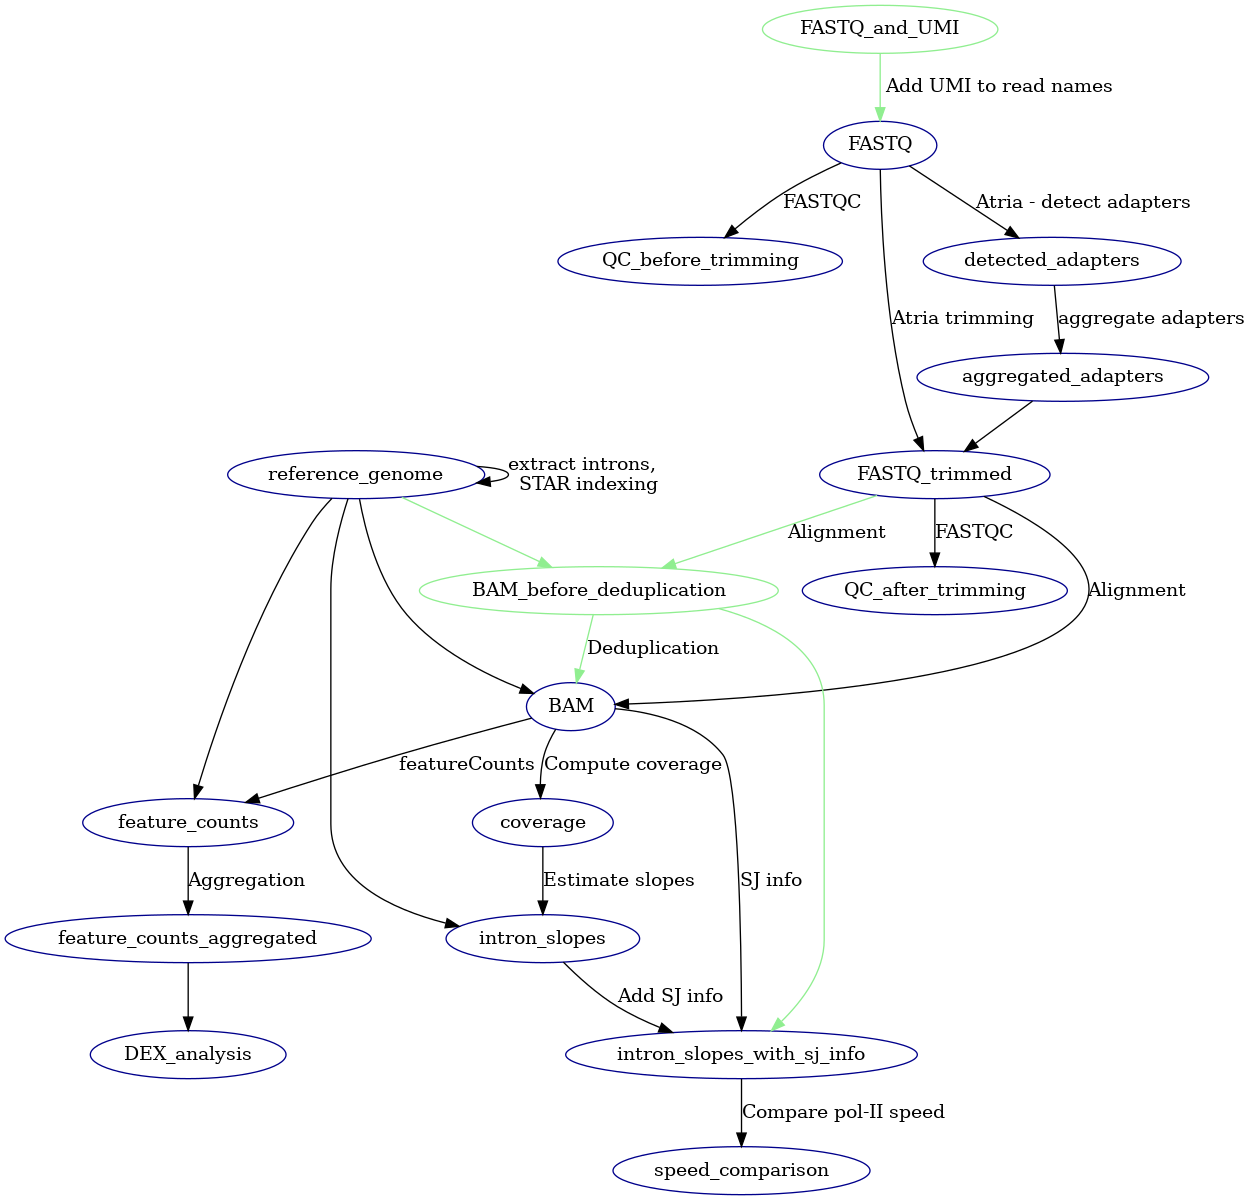 FASTQ_and_UMI
Add UMI to read names
FASTQ
FASTQC
Atria - detect adapters
QC_before_trimming
detected_adapters
Atria trimming
aggregate adapters
aggregated_adapters
reference_genome
extract introns,
STAR indexing
FASTQ_trimmed
Alignment
FASTQC
BAM_before_deduplication
QC_after_trimming
Alignment
Deduplication
BAM
featureCounts
Compute coverage
feature_counts
coverage
Aggregation
Estimate slopes
SJ info
feature_counts_aggregated
intron_slopes
Add SJ info
DEX_analysis
intron_slopes_with_sj_info
Compare pol-II speed
speed_comparison